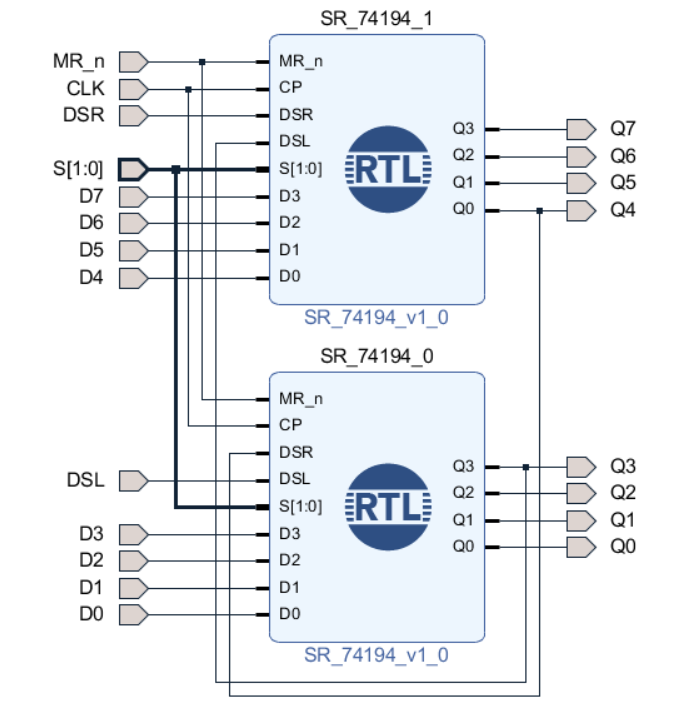 SR_74194_1
MR_n MR_n
CLK CP
DSR DSR
DSL Q3 Q7
S[1:0] S[1:0] RTL Q2 Q6
D7 D3 Q1 Q5
D6 D2 Q0 Q4
D5 D1
D4 D0
SR_74194_v1_0
SR_74194_0
MR_n
CP
DSR
DSL DSL Q3 Q3
S[1:0] RTL Q2 Q2
D3 D3 Q1 Q1
D2 D2 Q0 Q0
D1 D1
D0 D0
SR_74194_v1_0